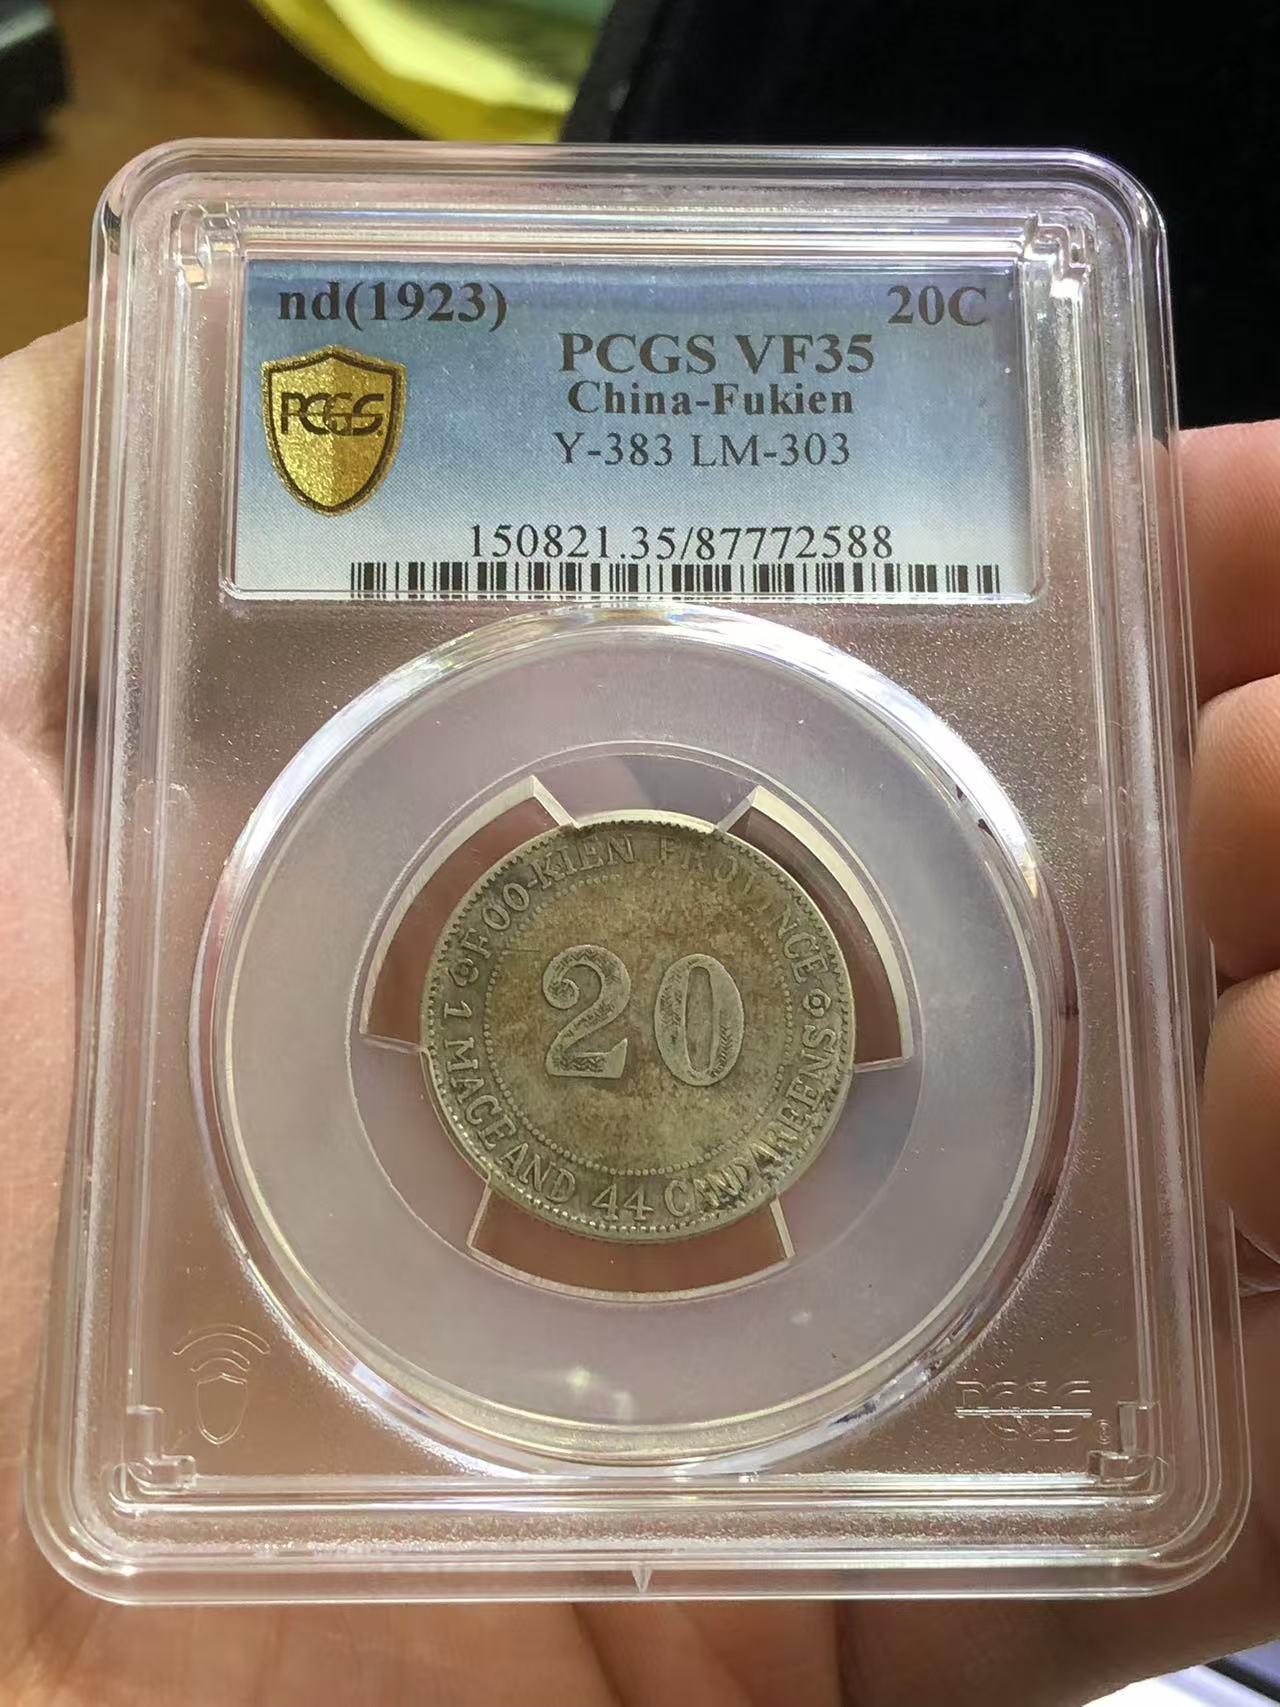 nd(1923) 20C
PCGS VF35
PCGS China-Fukien
Y-383 LM-303
150821.35/87772588
FOO-KIEN PROVINCE
20
1 MACE AND 44 CANDAREENS
PCGS